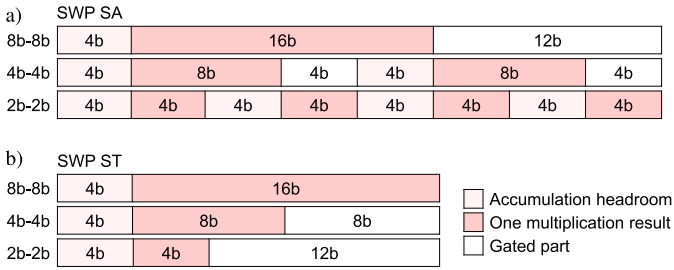 a) SWP SA
8b-8b 4b 16b 12b
4b-4b 4b 8b 4b 4b 8b 4b
2b-2b 4b 4b 4b 4b 4b 4b 4b 4b
b) SWP ST
8b-8b 4b 16b
4b-4b 4b 8b 8b
2b-2b 4b 4b 12b
Accumulation headroom
One multiplication result
Gated part